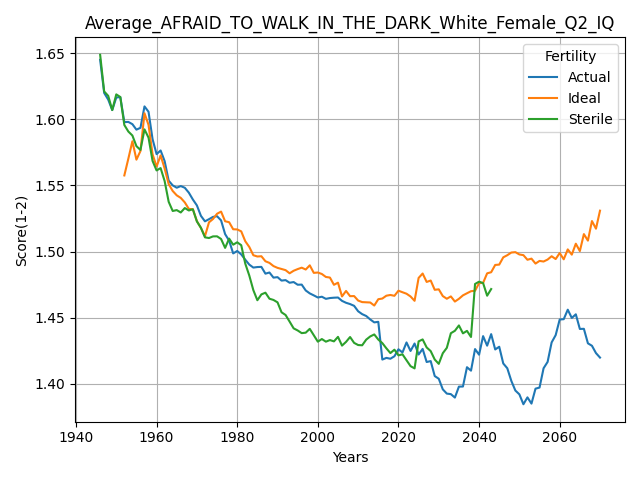 Average_AFRAID_TO_WALK_IN_THE_DARK_White_Female_Q2_IQ
Fertility
Actual
Ideal
Sterile
Score(1-2)
1.65
1.60
1.55
1.50
1.45
1.40
1940
1960
1980
2000
2020
2040
2060
Years